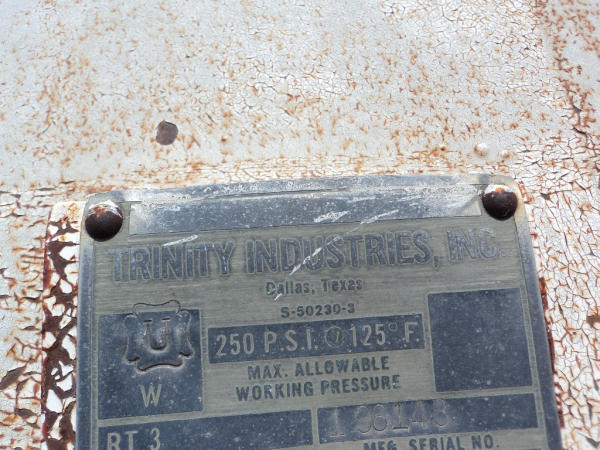 TRINITY INDUSTRIES, INC.
Dallas, Texas
S-50230-3
U
W
250 P.S.I. @ 125° F.
MAX. ALLOWABLE
WORKING PRESSURE
RT 3
MFG. SERIAL NO.